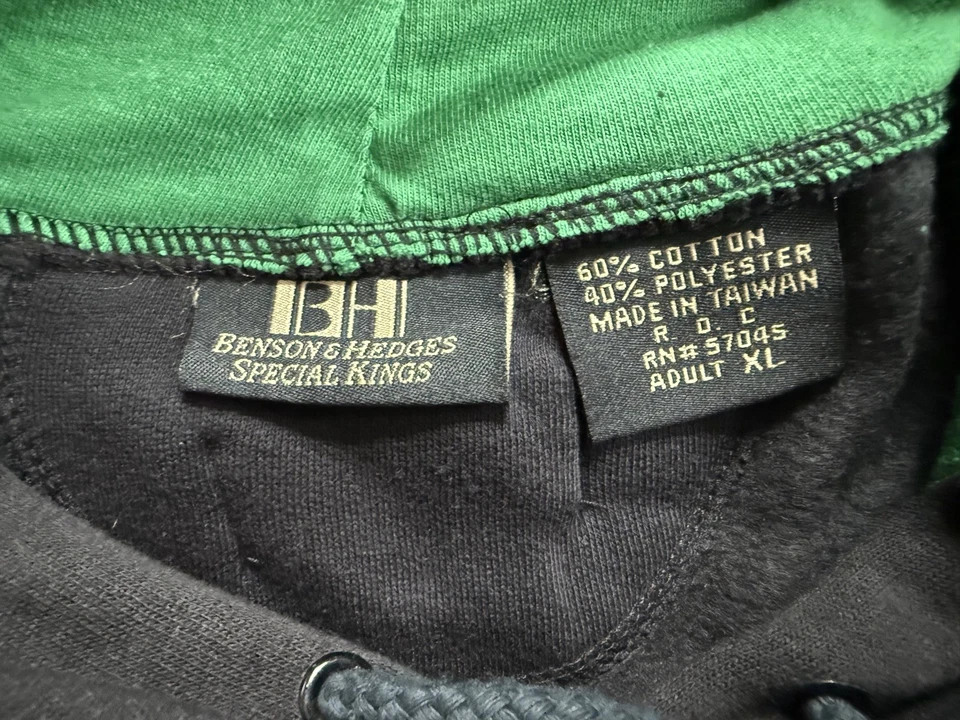 BH
BENSON & HEDGES
SPECIAL KINGS
60% COTTON
40% POLYESTER
MADE IN TAIWAN
R. O. C
RN# 57045
ADULT XL